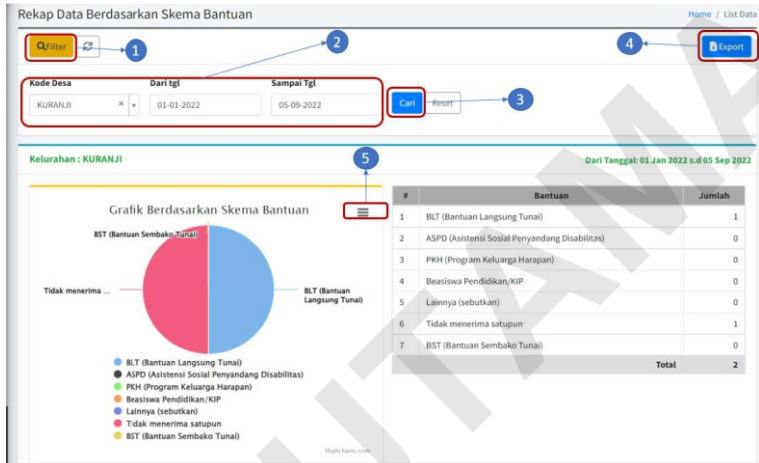 Rekap Data Berdasarkan Skema Bantuan
Home / List Data
Filter
1
2
4
Export
Kode Desa
Dari tgl
Sampai Tgl
KURANJI × ▾
01-01-2022
05-09-2022
Cari
Reset
3
Kelurahan : KURANJI
5
Dari Tanggal: 01 Jan 2022 s.d 05 Sep 2022
Grafik Berdasarkan Skema Bantuan
BST (Bantuan Sembako Tunai)
Tidak menerima ...
BLT (Bantuan
Langsung Tunai)
BLT (Bantuan Langsung Tunai)
ASPD (Asistensi Sosial Penyandang Disabilitas)
PKH (Program Keluarga Harapan)
Beasiswa Pendidikan/KIP
Lainnya (sebutkan)
Tidak menerima satupun
BST (Bantuan Sembako Tunai)
Highcharts.com
# Bantuan Jumlah
1 BLT (Bantuan Langsung Tunai) 1
2 ASPD (Asistensi Sosial Penyandang Disabilitas) 0
3 PKH (Program Keluarga Harapan) 0
4 Beasiswa Pendidikan/KIP 0
5 Lainnya (sebutkan) 0
6 Tidak menerima satupun 1
7 BST (Bantuan Sembako Tunai) 0
Total 2
UTAMA